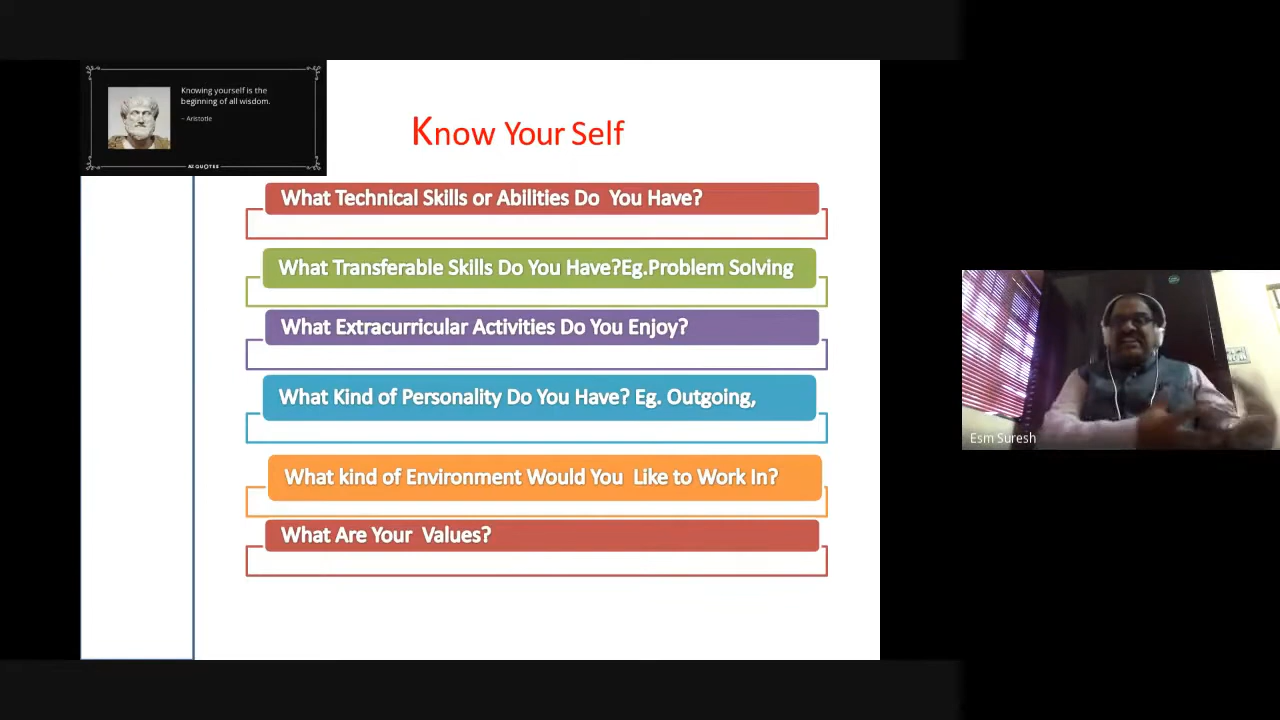 Knowing yourself is the
beginning of all wisdom.
~ Aristotle
AZ QUOTES
Know Your Self
What Technical Skills or Abilities Do You Have?
What Transferable Skills Do You Have?Eg.Problem Solving
What Extracurricular Activities Do You Enjoy?
What Kind of Personality Do You Have? Eg. Outgoing,
What kind of Environment Would You Like to Work In?
What Are Your Values?
Esm Suresh